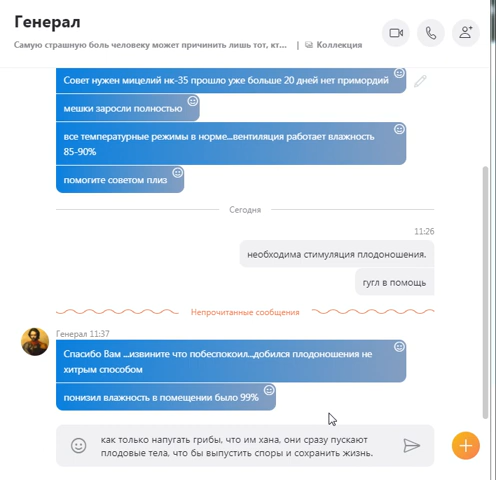 Генерал
Самую страшную боль человеку может причинить лишь тот, кт... | Коллекция
Совет нужен мицелий нк-35 прошло уже больше 20 дней нет примордий
мешки заросли полностью
все температурные режимы в норме...вентиляция работает влажность
85-90%
помогите советом плиз
Сегодня
11:26
необходима стимуляция плодоношения.
гугл в помощь
Непрочитанные сообщения
Генерал 11:37
Спасибо Вам ...извините что побеспокоил...добился плодоношения не
хитрым способом
понизил влажность в помещении было 99%
как только напугать грибы, что им хана, они сразу пускают
плодовые тела, что бы выпустить споры и сохранить жизнь.